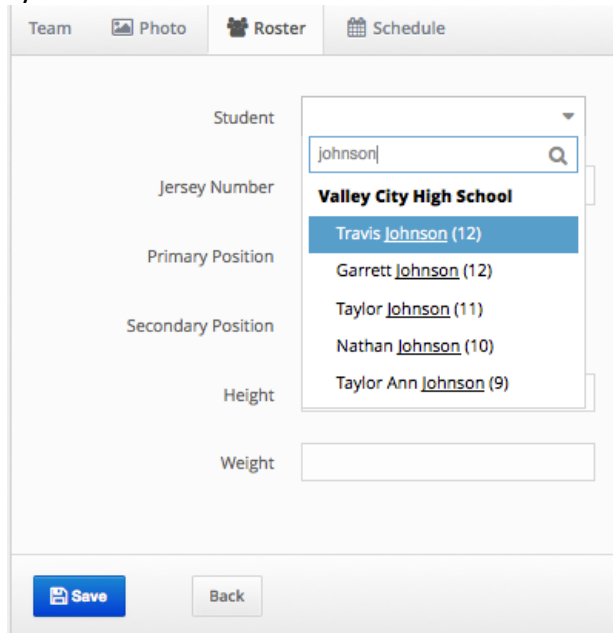 Team Photo Roster Schedule
Student
johnson
Jersey Number
Valley City High School
Travis Johnson (12)
Primary Position
Garrett Johnson (12)
Taylor Johnson (11)
Secondary Position
Nathan Johnson (10)
Taylor Ann Johnson (9)
Height
Weight
Save Back